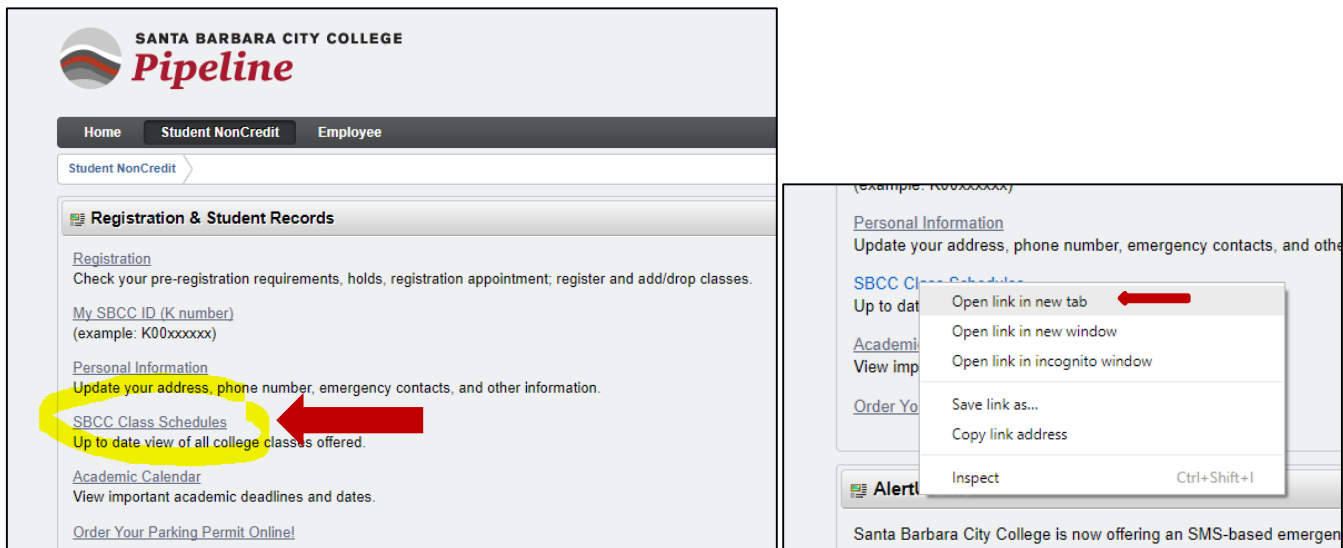 SANTA BARBARA CITY COLLEGE
Pipeline
Home Student NonCredit Employee
Student NonCredit
Registration & Student Records
Registration
Check your pre-registration requirements, holds, registration appointment; register and add/drop classes.
My SBCC ID (K number)
(example: K00xxxxxx)
Personal Information
Update your address, phone number, emergency contacts, and other information.
SBCC Class Schedules
Up to date view of all college classes offered.
Academic Calendar
View important academic deadlines and dates.
Order Your Parking Permit Online!
(example: K00xxxxxx)
Personal Information
Update your address, phone number, emergency contacts, and othe
SBCC Class Schedules
Up to dat
Academi
View imp
Order Yo
Open link in new tab
Open link in new window
Open link in incognito window
Save link as...
Copy link address
Inspect Ctrl+Shift+I
Alert
Santa Barbara City College is now offering an SMS-based emergen